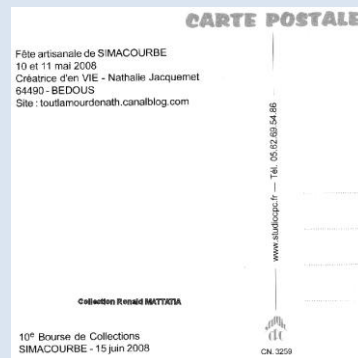 CARTE POSTALE
Fête artisanale de SIMACOURBE
10 et 11 mai 2008
Créatrice d'en VIE - Nathalie Jacquemet
64490 - BEDOUS
Site : toutlamourdenath.canalblog.com
www.studiocpc.fr — Tél. 05.62.69.54.86
Collection Ronald MATTATIA
10e Bourse de Collections
SIMACOURBE - 15 juin 2008
CN. 3259